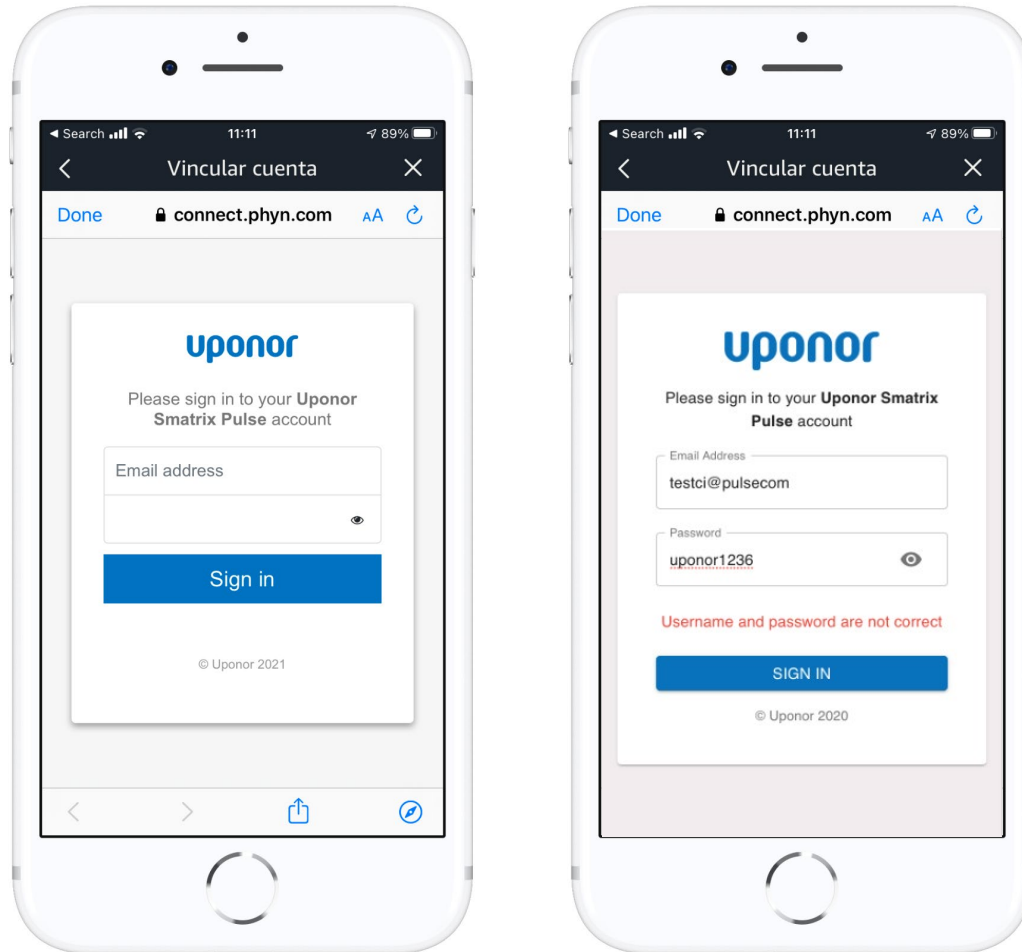 Search 11:11 89%
Vincular cuenta
Done connect.phyn.com AA
uponor
Please sign in to your Uponor
Smatrix Pulse account
Email address
Sign in
© Uponor 2021
Search 11:11 89%
Vincular cuenta
Done connect.phyn.com AA
uponor
Please sign in to your Uponor Smatrix
Pulse account
Email Address
testci@pulsecom
Password
uponor1236
Username and password are not correct
SIGN IN
© Uponor 2020